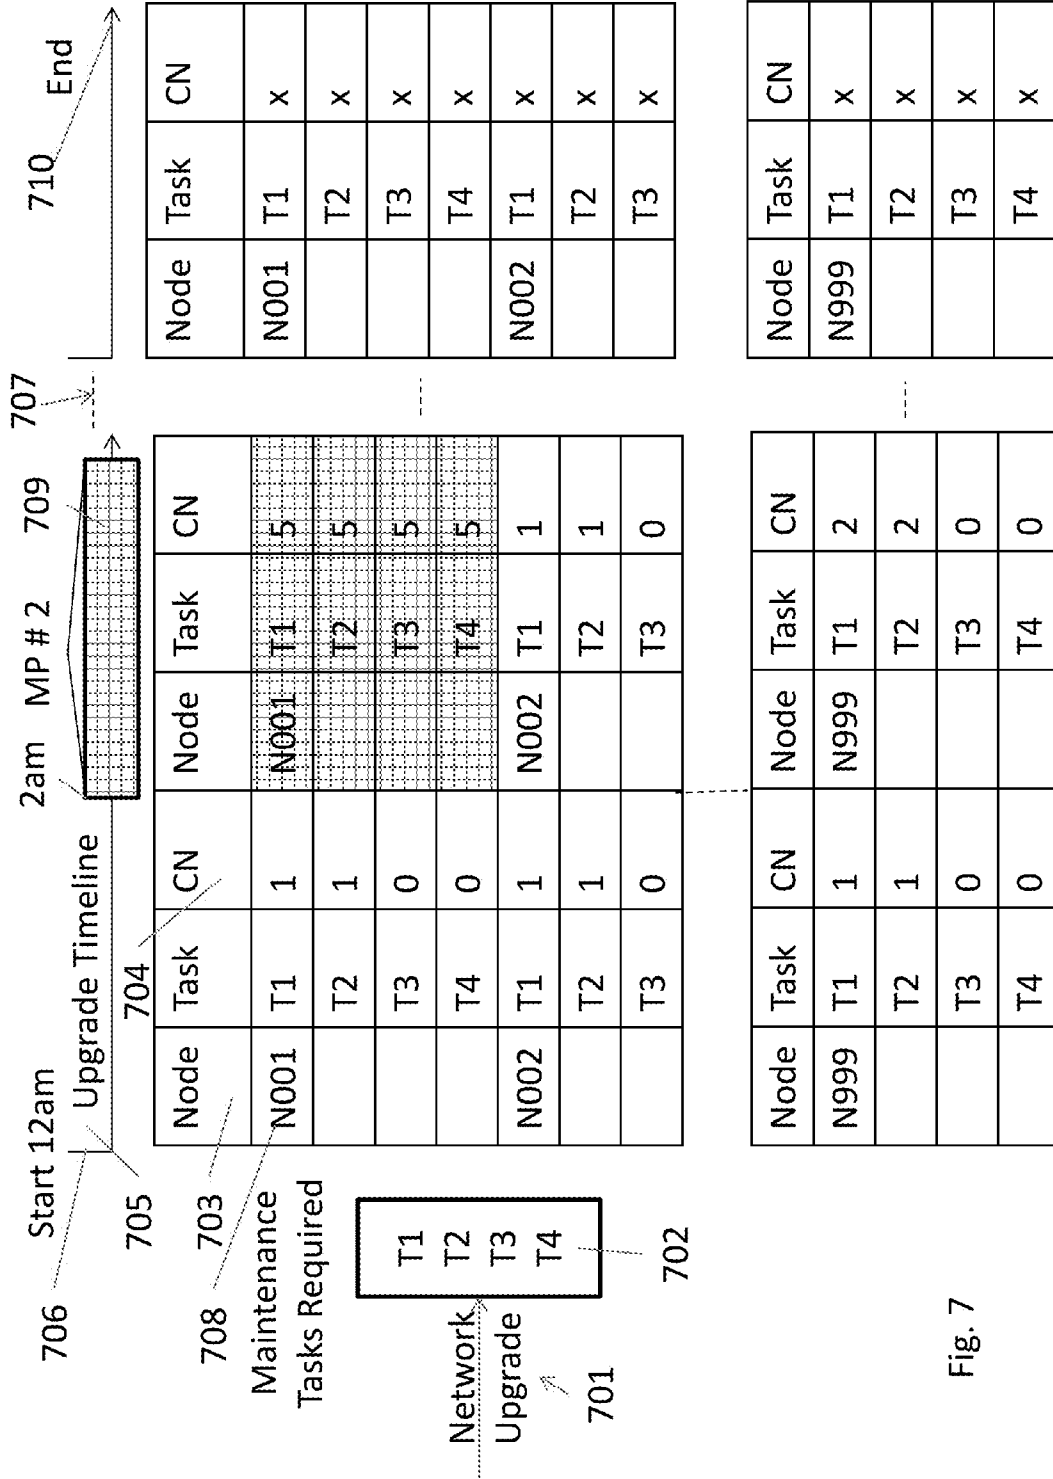 706
Start 12am
705
Upgrade Timeline
2am
MP # 2
709
707
710
End
704
703
708
Maintenance
Tasks Required
Network
Upgrade
701
T1
T2
T3
T4
702
Node Task CN Node Task CN Node Task CN
N001 T1 1 N001 T1 5 N001 T1 x
T2 1 T2 5 T2 x
T3 0 T3 5 T3 x
T4 0 T4 5 T4 x
N002 T1 1 N002 T1 1 N002 T1 x
T2 1 T2 1 T2 x
T3 0 T3 0 T3 x
Node Task CN Node Task CN Node Task CN
N999 T1 1 N999 T1 2 N999 T1 x
T2 1 T2 2 T2 x
T3 0 T3 0 T3 x
T4 0 T4 0 T4 x
Fig. 7